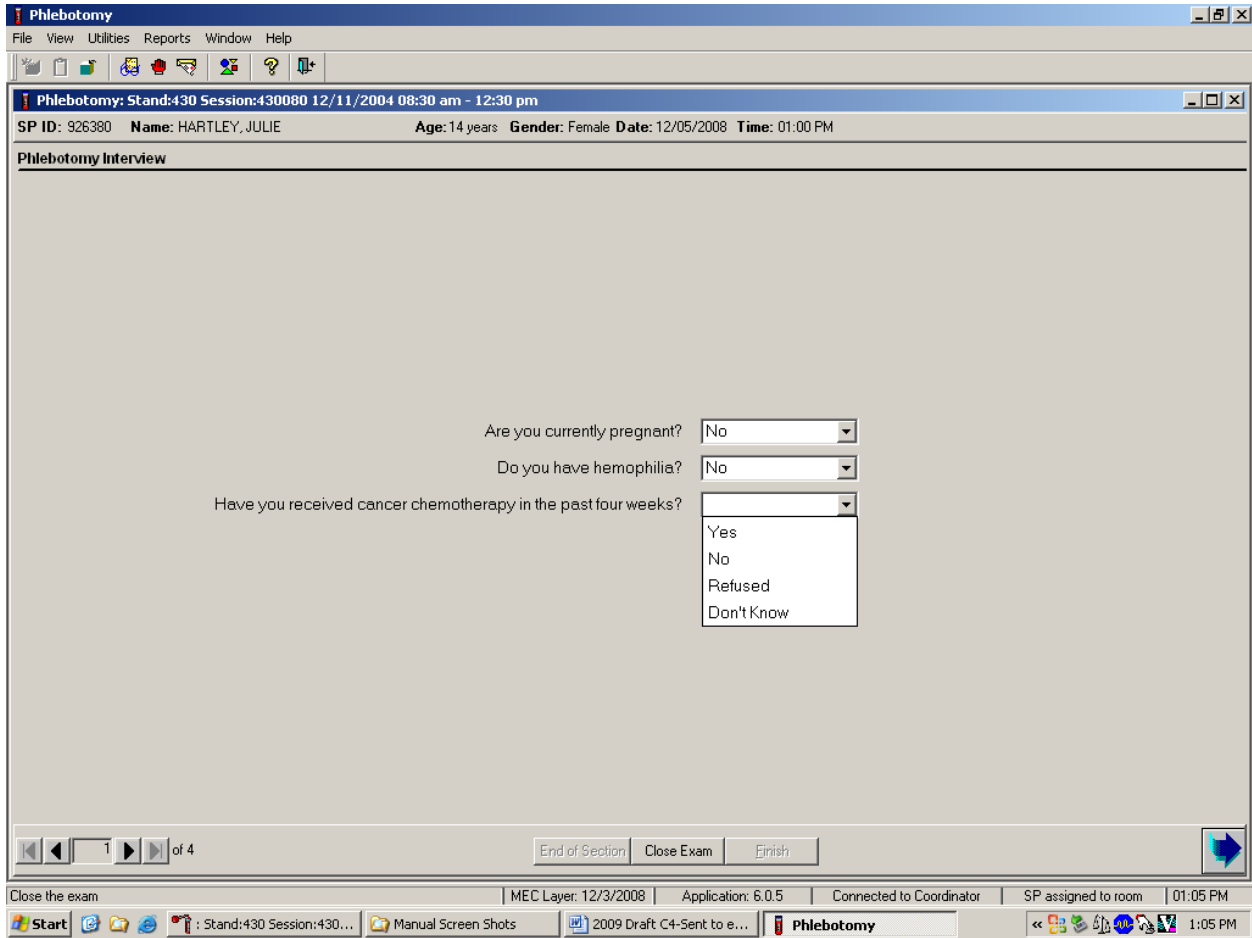 Phlebotomy
File View Utilities Reports Window Help
Phlebotomy: Stand:430 Session:430080 12/11/2004 08:30 am - 12:30 pm
SP ID: 926380 Name: HARTLEY, JULIE Age: 14 years Gender: Female Date: 12/05/2008 Time: 01:00 PM
Phlebotomy Interview
Are you currently pregnant? No
Do you have hemophilia? No
Have you received cancer chemotherapy in the past four weeks?
Yes
No
Refused
Don't Know
1 of 4 End of Section Close Exam Finish
Close the exam MEC Layer: 12/3/2008 Application: 6.0.5 Connected to Coordinator SP assigned to room 01:05 PM
Start : Stand:430 Session:430... Manual Screen Shots 2009 Draft C4-Sent to e... Phlebotomy « 1:05 PM